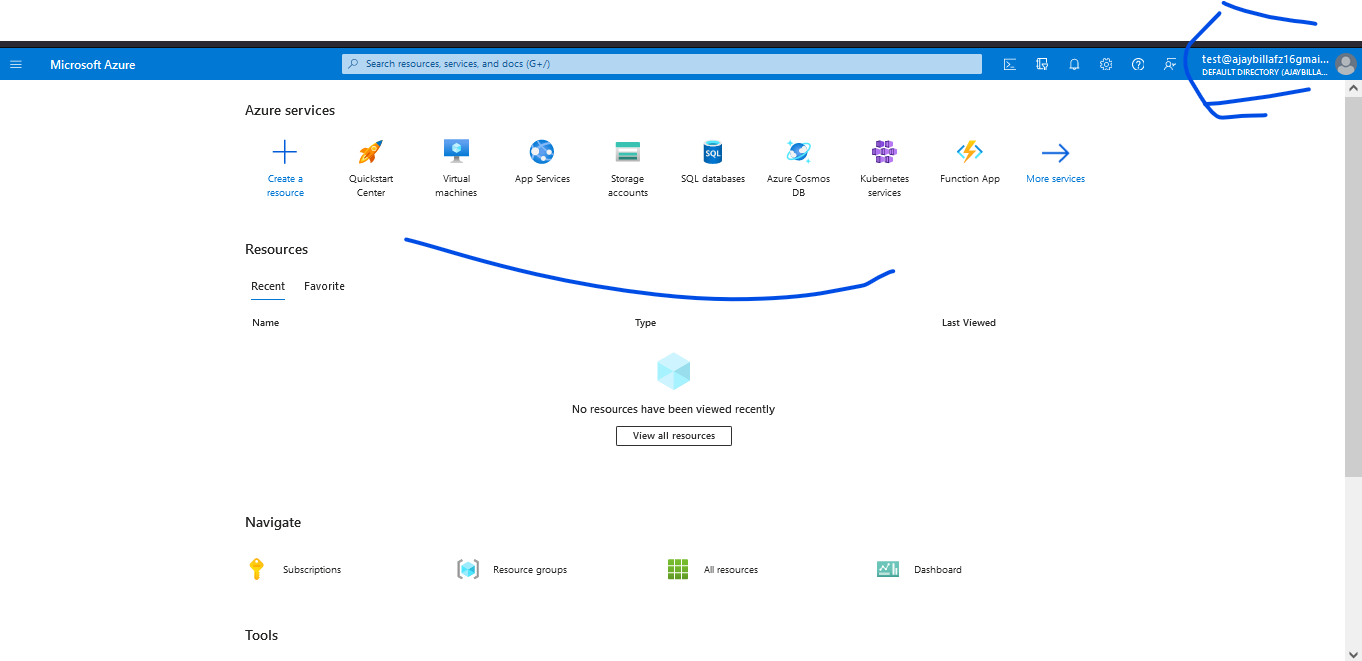 Microsoft Azure
Search resources, services, and docs (G+/)
test@ajaybillafz16gmai...
DEFAULT DIRECTORY (AJAYBILLA...
Azure services
Create a
resource
Quickstart
Center
Virtual
machines
App Services
Storage
accounts
SQL
SQL databases
Azure Cosmos
DB
Kubernetes
services
Function App
More services
Resources
Recent
Favorite
Name
Type
Last Viewed
No resources have been viewed recently
View all resources
Navigate
Subscriptions
Resource groups
All resources
Dashboard
Tools